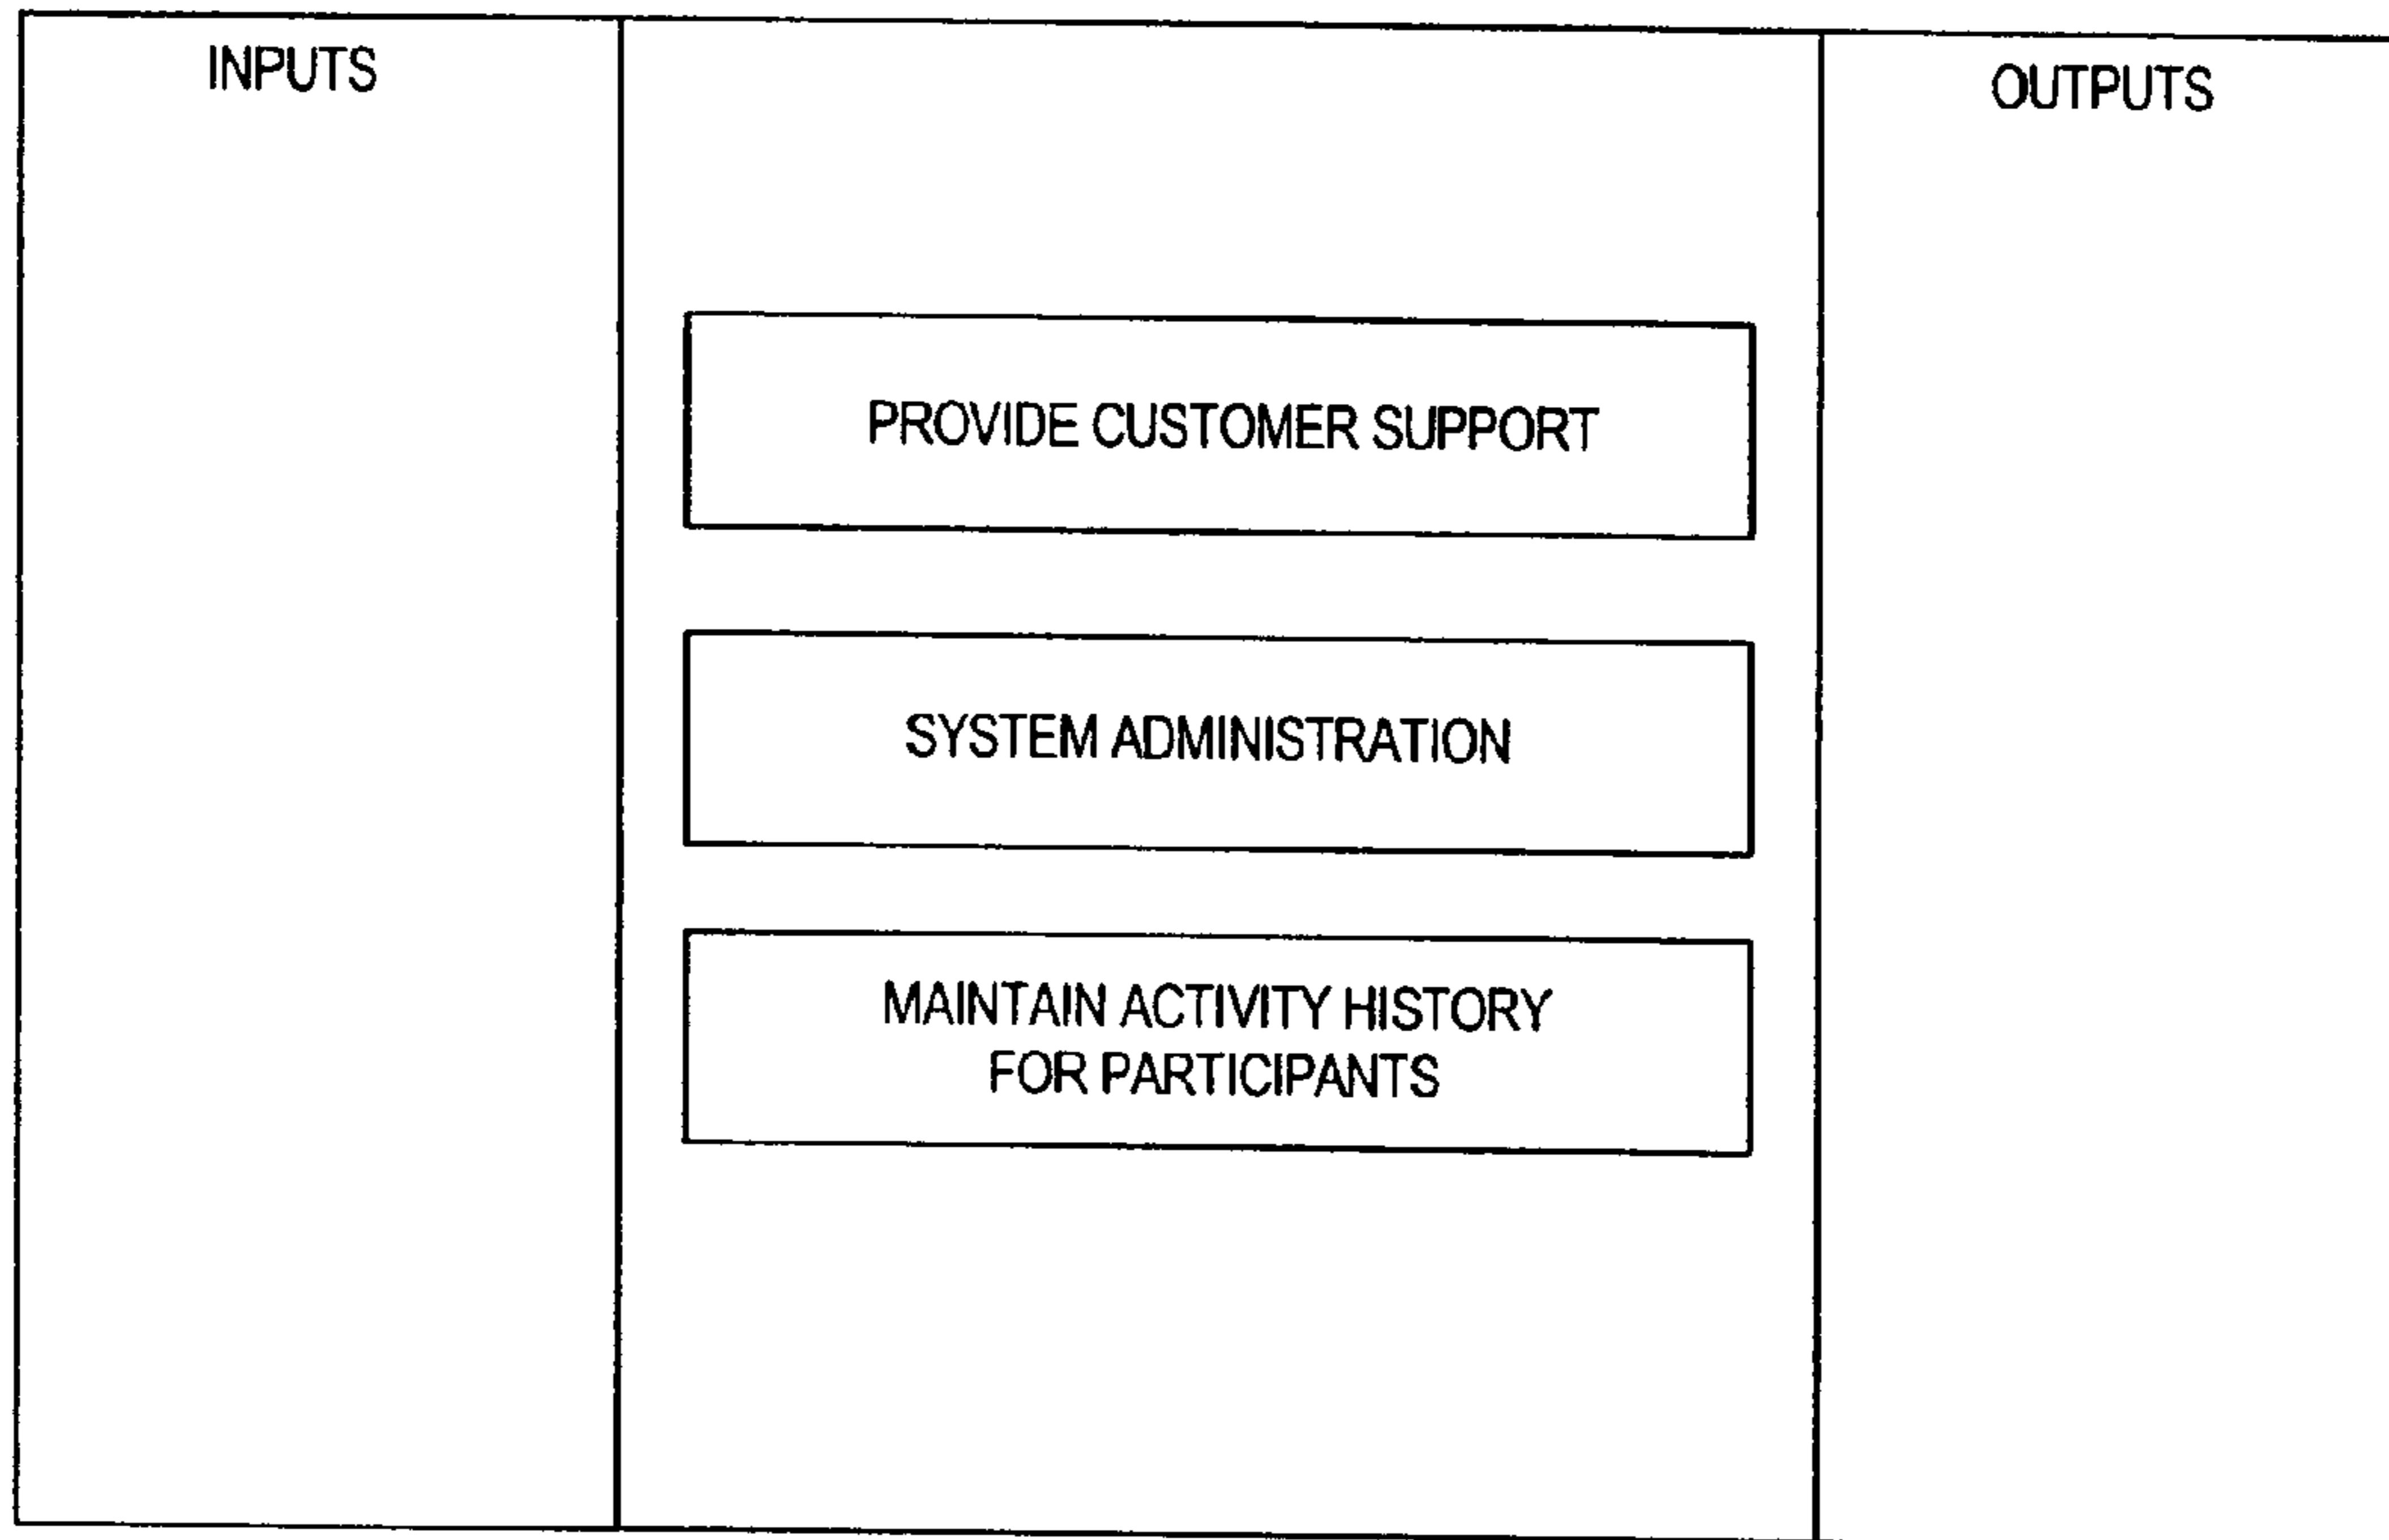 INPUTS
OUTPUTS
PROVIDE CUSTOMER SUPPORT
SYSTEM ADMINISTRATION
MAINTAIN ACTIVITY HISTORY
FOR PARTICIPANTS